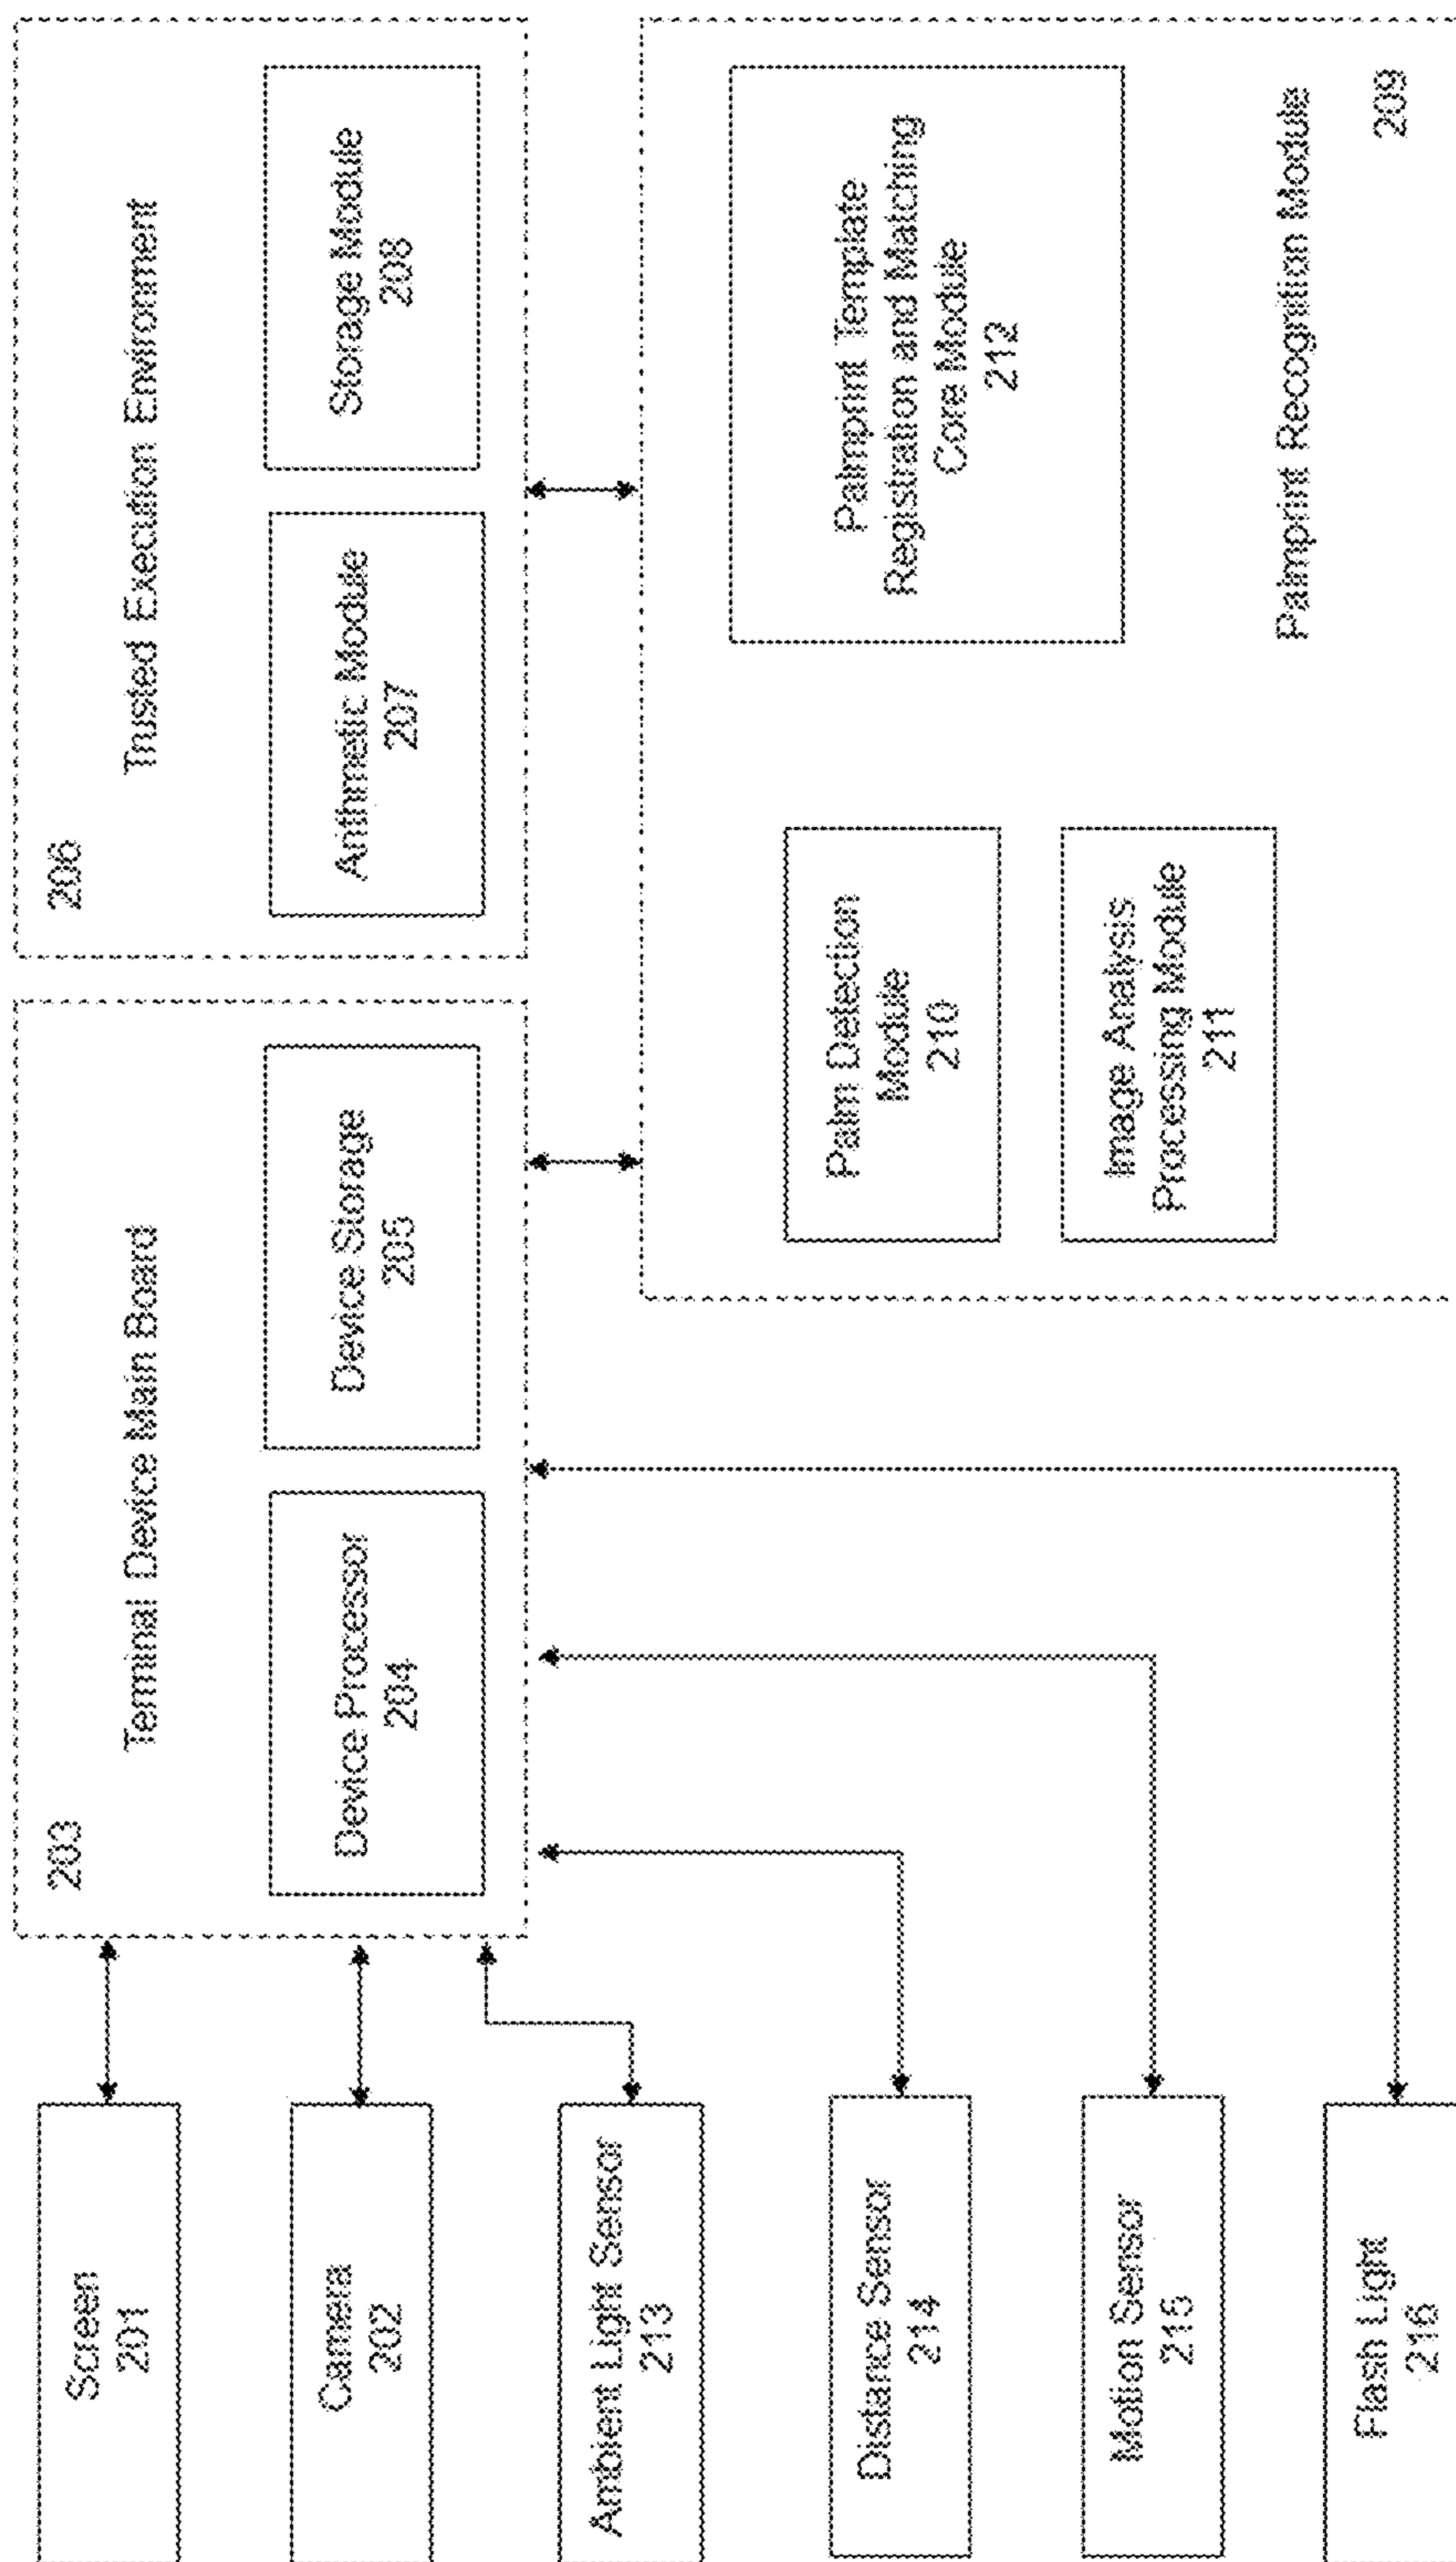 Screen
201
Camera
202
Ambient Light Sensor
213
Distance Sensor
214
Motion Sensor
215
Flash Light
216
203
Terminal Device Main Board
Device Processor
204
Device Storage
205
206
Trusted Execution Environment
Arithmetic Module
207
Storage Module
208
Palm Detection
Module
210
Image Analysis
Processing Module
211
Palmprint Template
Registration and Matching
Core Module
212
Palmprint Recognition Module
209